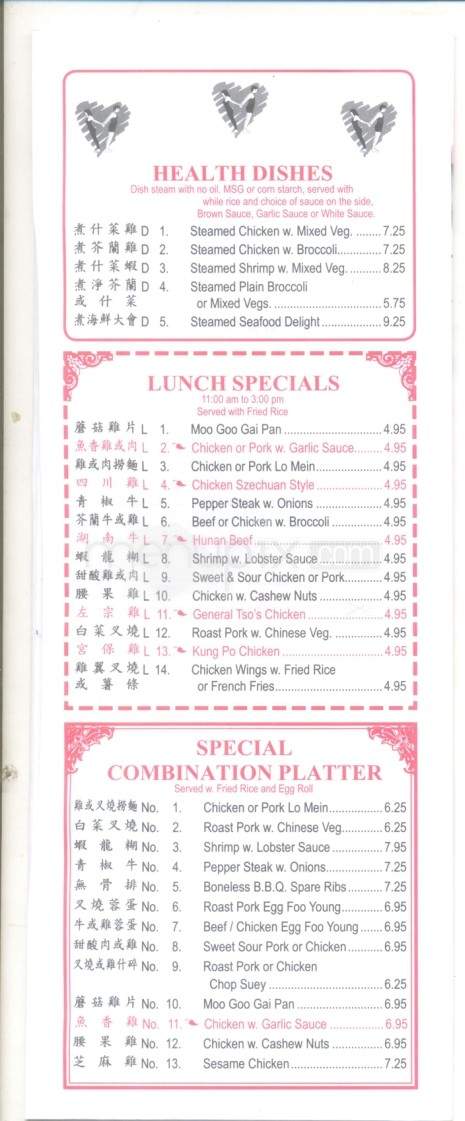 HEALTH DISHES
Dish steam with no oil, MSG or corn starch, served with
while rice and choice of sauce on the side,
Brown Sauce, Garlic Sauce or White Sauce.
煮什菜雞 D 1. Steamed Chicken w. Mixed Veg. ........ 7.25
煮芥蘭雞 D 2. Steamed Chicken w. Broccoli............... 7.25
煮什菜蝦 D 3. Steamed Shrimp w. Mixed Veg. .......... 8.25
煮淨芥蘭 D 4. Steamed Plain Broccoli
或什菜 or Mixed Vegs. ................................. 5.75
煮海鮮大會 D 5. Steamed Seafood Delight .................. 9.25
LUNCH SPECIALS
11:00 am to 3:00 pm
Served with Fried Rice
蘑菇雞片 L 1. Moo Goo Gai Pan ............................. 4.95
魚香雞或肉 L 2. Chicken or Pork w. Garlic Sauce........ 4.95
雞或肉撈麵 L 3. Chicken or Pork Lo Mein.................... 4.95
四川雞 L 4. Chicken Szechuan Style .................... 4.95
青椒牛 L 5. Pepper Steak w. Onions .................... 4.95
芥蘭牛或雞 L 6. Beef or Chicken w. Broccoli ............... 4.95
湖南牛 L 7. Hunan Beef....................................... 4.95
蝦龍糊 L 8. Shrimp w. Lobster Sauce................... 4.95
甜酸雞或肉 L 9. Sweet & Sour Chicken or Pork........... 4.95
腰果雞 L 10. Chicken w. Cashew Nuts ................... 4.95
左宗雞 L 11. General Tso's Chicken ....................... 4.95
白菜叉燒 L 12. Roast Pork w. Chinese Veg. .............. 4.95
宮保雞 L 13. Kung Po Chicken ............................... 4.95
雞翼叉燒 L 14. Chicken Wings w. Fried Rice
或薯條 or French Fries................................. 4.95
SPECIAL
COMBINATION PLATTER
Served w. Fried Rice and Egg Roll
雞或叉燒撈麵 No. 1. Chicken or Pork Lo Mein................ 6.25
白菜叉燒 No. 2. Roast Pork w. Chinese Veg............ 6.25
蝦龍糊 No. 3. Shrimp w. Lobster Sauce ............... 7.95
青椒牛 No. 4. Pepper Steak w. Onions................. 7.25
無骨排 No. 5. Boneless B.B.Q. Spare Ribs .......... 7.25
叉燒蓉蛋 No. 6. Roast Pork Egg Foo Young............ 6.95
牛或雞蓉蛋 No. 7. Beef / Chicken Egg Foo Young ...... 6.95
甜酸肉或雞 No. 8. Sweet Sour Pork or Chicken .......... 6.95
叉燒或雞什碎 No. 9. Roast Pork or Chicken
Chop Suey .................................. 6.25
蘑菇雞片 No. 10. Moo Goo Gai Pan ......................... 6.95
魚香雞 No. 11. Chicken w. Garlic Sauce ................ 6.95
腰果雞 No. 12. Chicken w. Cashew Nuts ............... 6.95
芝麻雞 No. 13. Sesame Chicken ........................... 7.25